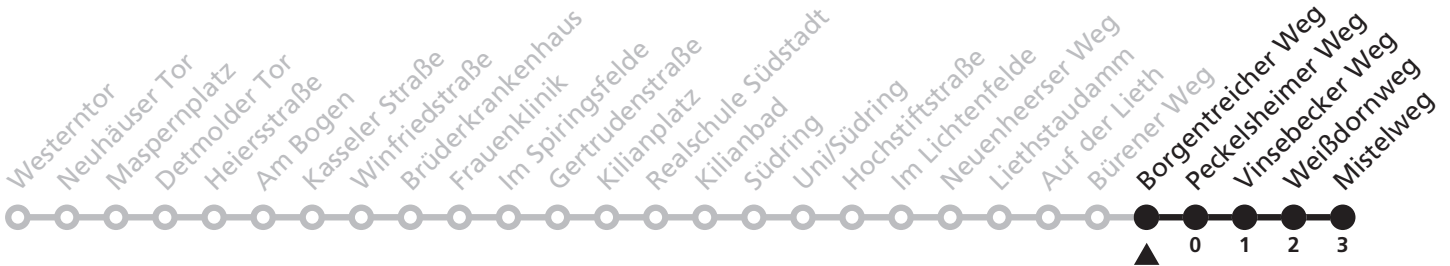 Westerntor
Neuhäuser Tor
Maspernplatz
Detmolder Tor
Heiersstraße
Am Bogen
Kasseler Straße
Winfriedstraße
Brüderkrankenhaus
Frauenklinik
Im Spiringsfelde
Gertrudenstraße
Kilianplatz
Realschule Südstadt
Kilianbad
Südring
Uni/Südring
Hochstiftstraße
Im Lichtenfelde
Neuenheerser Weg
Liethstaudamm
Auf der Lieth
Bürener Weg
Borgentreicher Weg
Peckelsheimer Weg
Vinsebecker Weg
Weißdornweg
Mistelweg
0 1 2 3